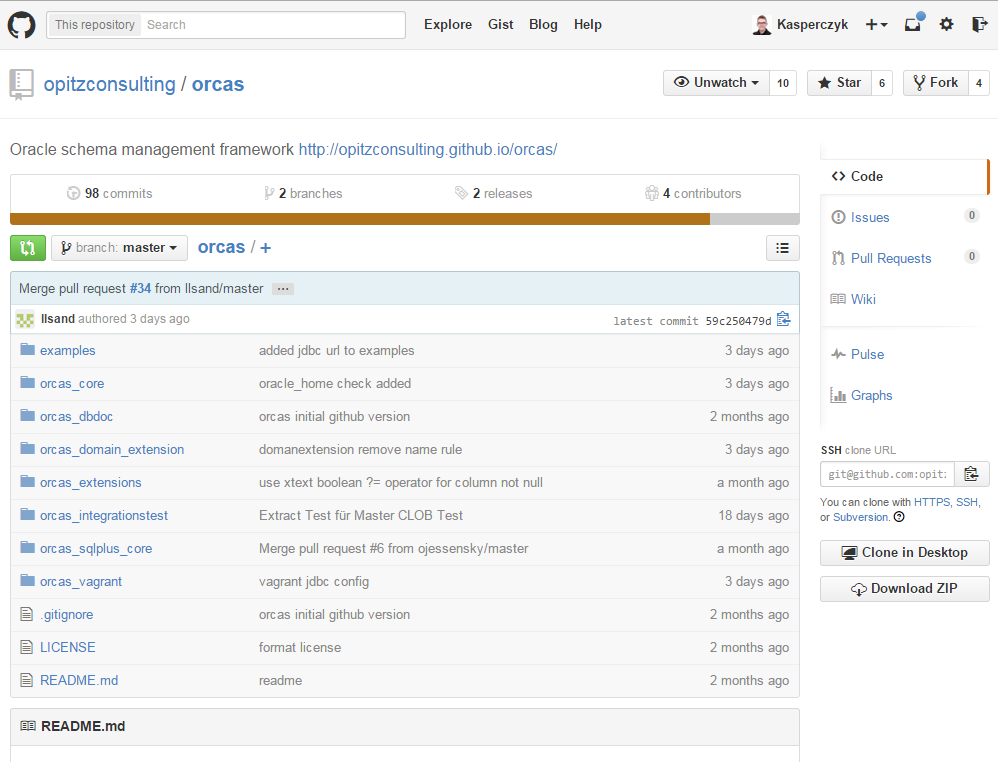 This repository Search Explore Gist Blog Help Kasperczyk
opitzconsulting / orcas Unwatch 10 Star 6 Fork 4
Oracle schema management framework http://opitzconsulting.github.io/orcas/
98 commits 2 branches 2 releases 4 contributors
branch: master orcas / +
Merge pull request #34 from llsand/master ...
llsand authored 3 days ago latest commit 59c250479d
examples added jdbc url to examples 3 days ago
orcas_core oracle_home check added 3 days ago
orcas_dbdoc orcas initial github version 2 months ago
orcas_domain_extension domanextension remove name rule 3 days ago
orcas_extensions use xtext boolean ?= operator for column not null a month ago
orcas_integrationstest Extract Test für Master CLOB Test 18 days ago
orcas_sqlplus_core Merge pull request #6 from ojessensky/master a month ago
orcas_vagrant vagrant jdbc config 3 days ago
.gitignore orcas initial github version 2 months ago
LICENSE format license 2 months ago
README.md readme 2 months ago
README.md
Code
Issues 0
Pull Requests 0
Wiki
Pulse
Graphs
SSH clone URL
git@github.com:opit
You can clone with HTTPS, SSH,
or Subversion.
Clone in Desktop
Download ZIP